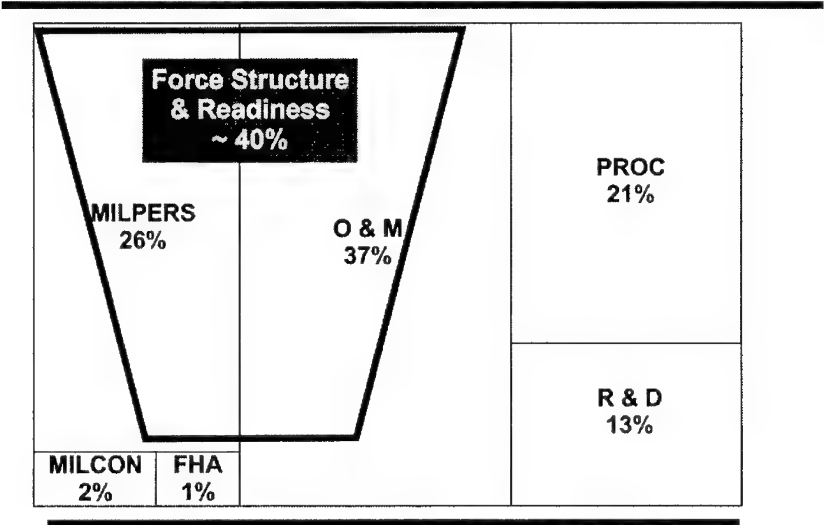 Force Structure
& Readiness
~ 40%
MILPERS
26%
O & M
37%
PROC
21%
R & D
13%
MILCON
2%
FHA
1%